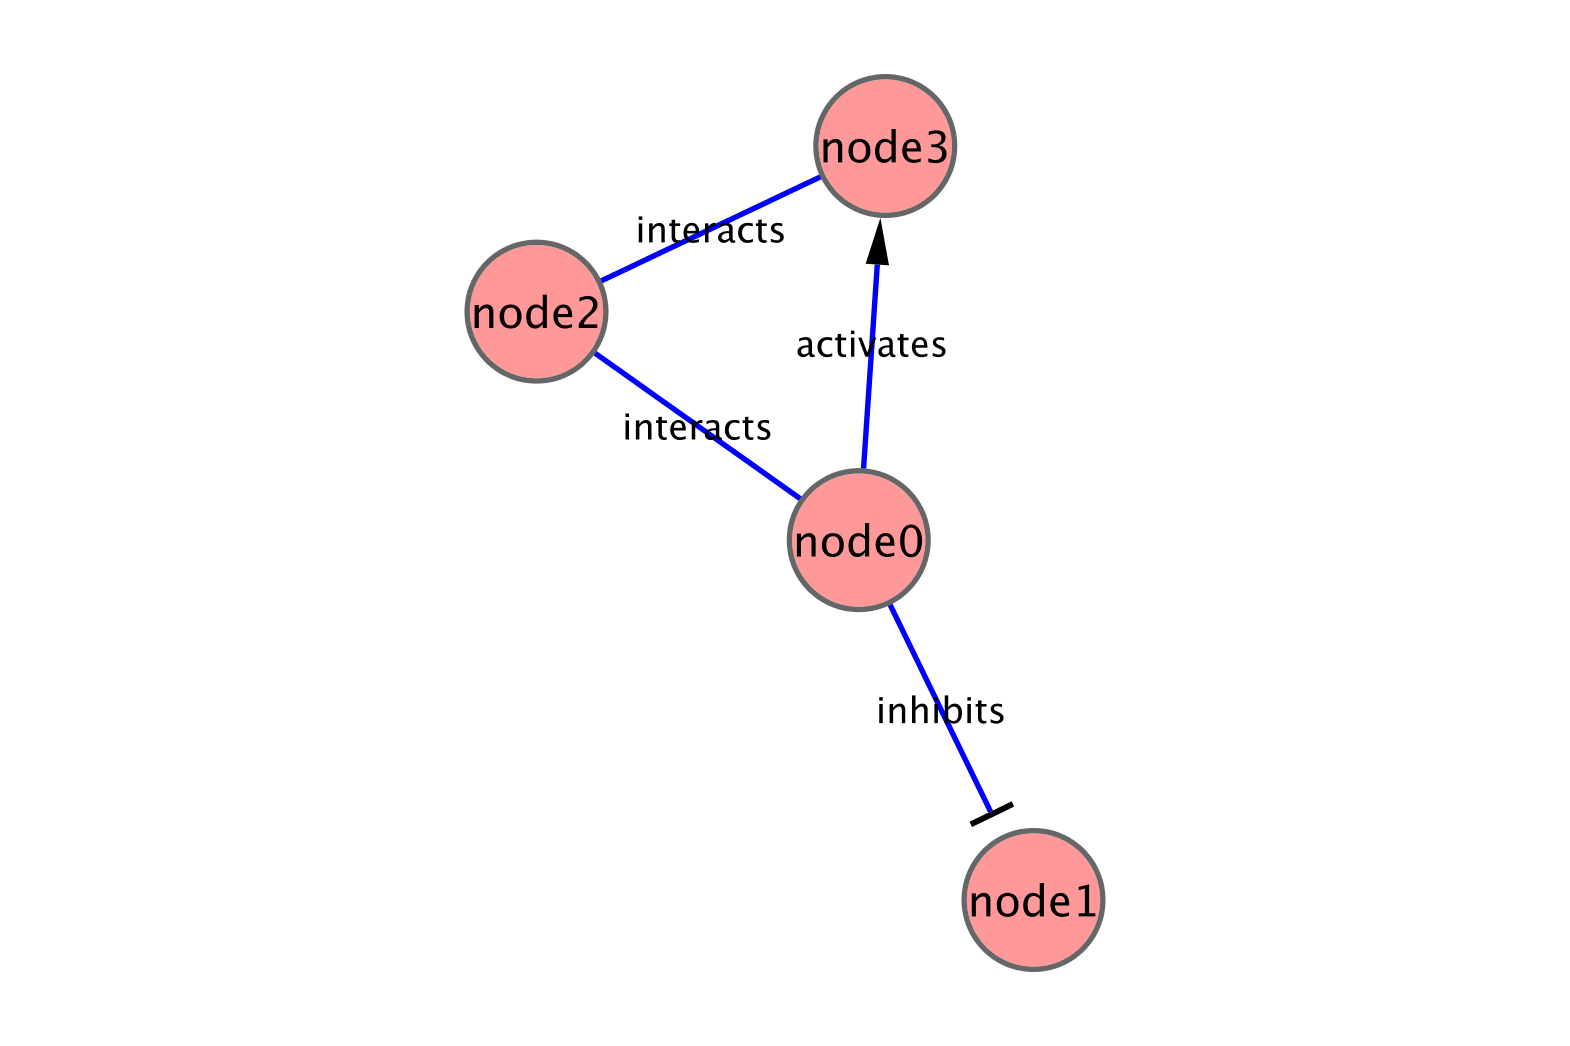 node3
interacts
node2
activates
interacts
node0
inhibits
node1